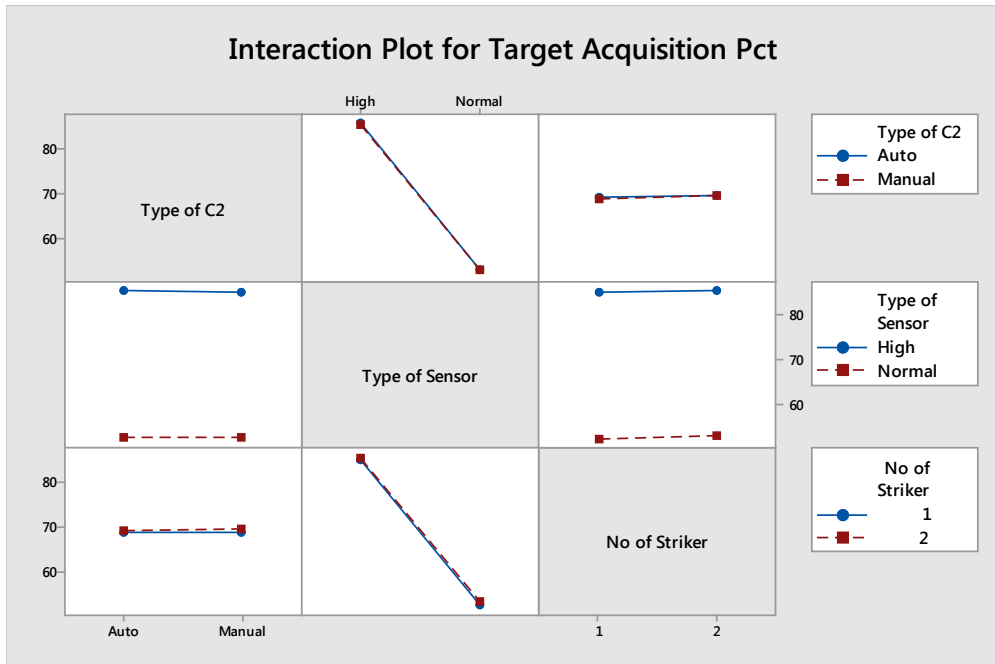 Interaction Plot for Target Acquisition Pct
High Normal
80
70
60
Type of C2
Type of C2
Auto
Manual
Type of Sensor
80
70
60
Type of
Sensor
High
Normal
80
70
60
No of Striker
No of
Striker
1
2
Auto Manual 1 2